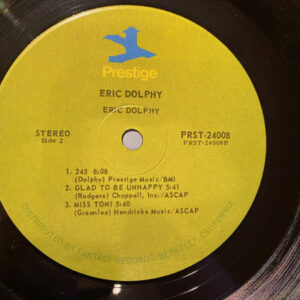 Prestige
ERIC DOLPHY
ERIC DOLPHY
STEREO
Side 2
PRST-24008
PRST-24008B
1. 245 8:08
(Dolphy) Prestige Music/BMI
2. GLAD TO BE UNHAPPY 5:41
(Rodgers) Chappell, Inc./ASCAP
3. MISS TONI 5:40
(Greenlee) Hendricks Music/ASCAP
DISTRIBUTED BY FANTASY RECORDS, BERKELEY, CALIFORNIA